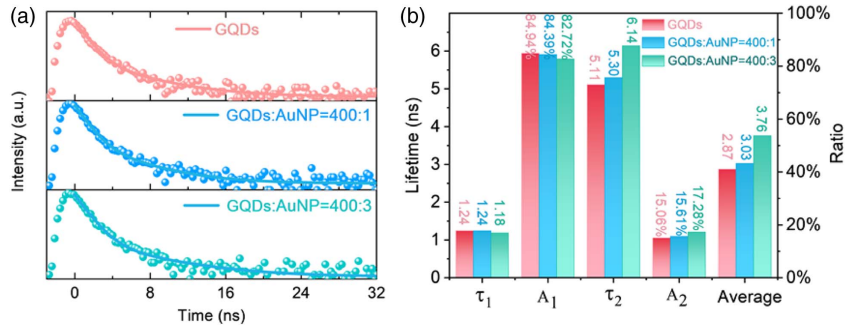 (a)
GQDs
GQDs:AuNP=400:1
GQDs:AuNP=400:3
Intensity (a.u.)
0 8 16 24 32
Time (ns)
(b)
GQDs
GQDs:AuNP=400:1
GQDs:AuNP=400:3
Lifetime (ns)
6
5
4
3
2
1
0
1.24 1.24 1.18
84.94% 84.39% 82.72%
5.11 5.30 6.14
15.06% 15.61% 17.28%
2.87 3.03 3.76
τ1 A1 τ2 A2 Average
100%
80%
60%
40%
20%
0%
Ratio